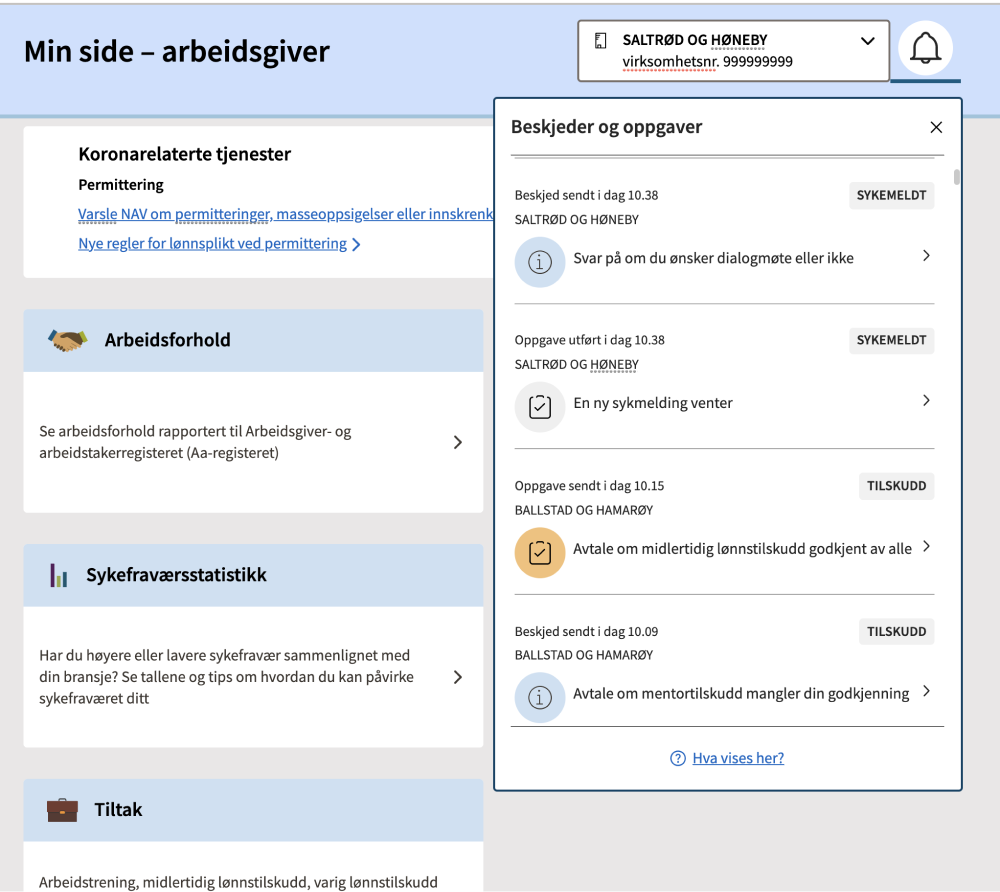 Min side – arbeidsgiver
SALTRØD OG HØNEBY
virksomhetsnr. 999999999
Koronarelaterte tjenester
Permittering
Varsle NAV om permitteringer, masseoppsigelser eller innskrenk
Nye regler for lønnsplikt ved permittering
Arbeidsforhold
Se arbeidsforhold rapportert til Arbeidsgiver- og
arbeidstakerregisteret (Aa-registeret)
Sykefraværsstatistikk
Har du høyere eller lavere sykefravær sammenlignet med
din bransje? Se tallene og tips om hvordan du kan påvirke
sykefraværet ditt
Tiltak
Arbeidstrening, midlertidig lønnstilskudd, varig lønnstilskudd
Beskjeder og oppgaver
Beskjed sendt i dag 10.38
SYKEMELDT
SALTRØD OG HØNEBY
Svar på om du ønsker dialogmøte eller ikke
Oppgave utført i dag 10.38
SYKEMELDT
SALTRØD OG HØNEBY
En ny sykmelding venter
Oppgave sendt i dag 10.15
TILSKUDD
BALLSTAD OG HAMARØY
Avtale om midlertidig lønnstilskudd godkjent av alle
Beskjed sendt i dag 10.09
TILSKUDD
BALLSTAD OG HAMARØY
Avtale om mentortilskudd mangler din godkjenning
Hva vises her?